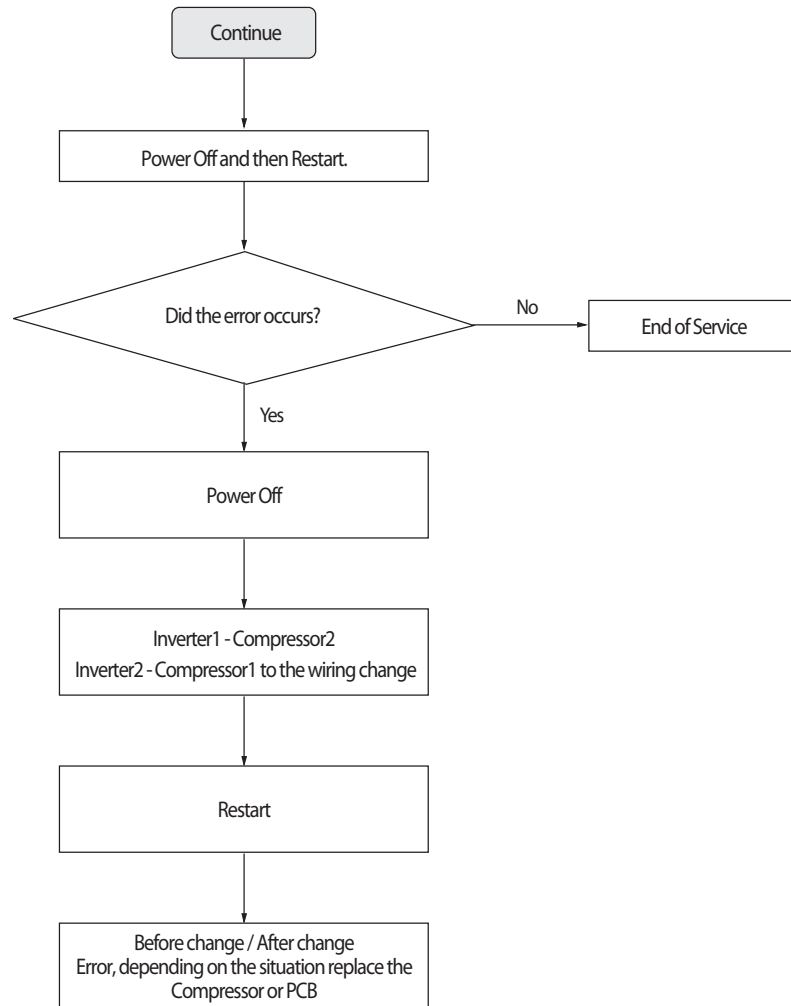 Continue
Power Off and then Restart.
Did the error occurs?
No
End of Service
Yes
Power Off
Inverter1 - Compressor2
Inverter2 - Compressor1 to the wiring change
Restart
Before change / After change
Error, depending on the situation replace the
Compressor or PCB